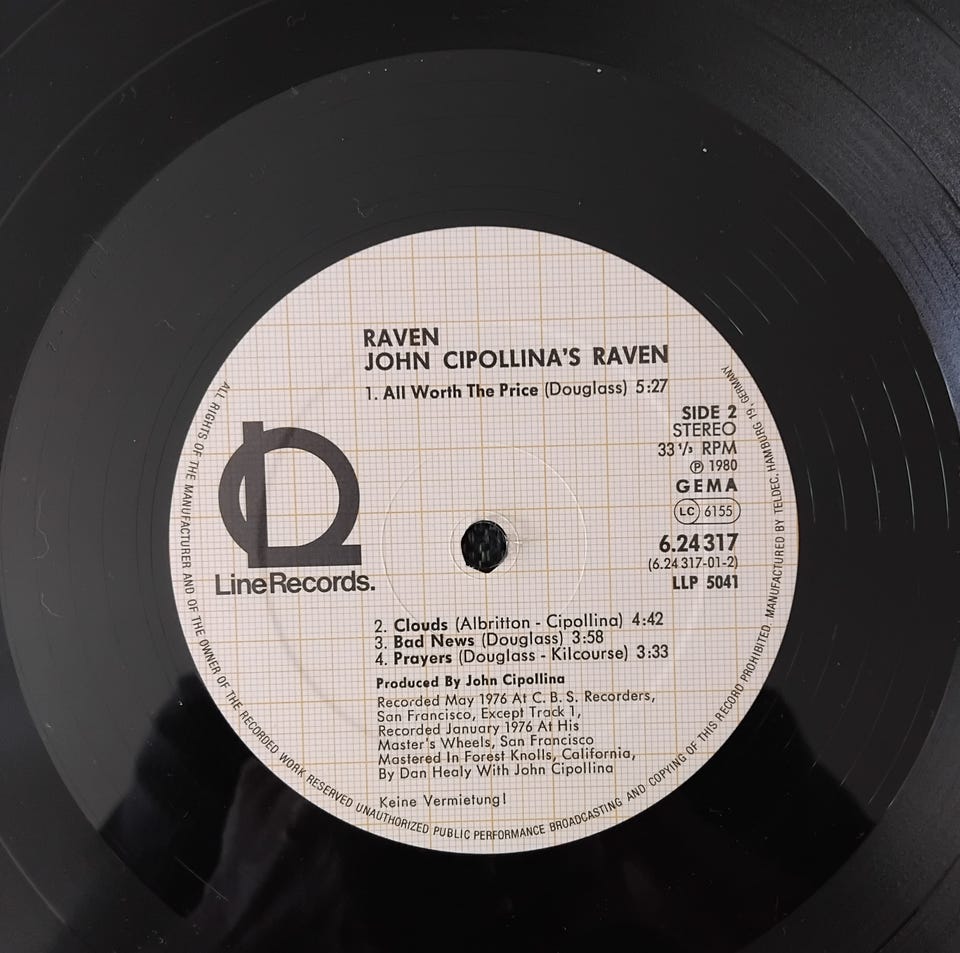 RAVEN
JOHN CIPOLLINA'S RAVEN
1. All Worth The Price (Douglass) 5:27
SIDE 2
STEREO
33 1/3 RPM
℗ 1980
GEMA
LC 6155
6.24317
(6.24 317-01-2)
LLP 5041
LineRecords.
2. Clouds (Albritton - Cipollina) 4:42
3. Bad News (Douglass) 3:58
4. Prayers (Douglass - Kilcourse) 3:33
Produced By John Cipollina
Recorded May 1976 At C. B. S. Recorders,
San Francisco, Except Track 1,
Recorded January 1976 At His
Master's Wheels, San Francisco
Mastered In Forest Knolls, California,
By Dan Healy With John Cipollina
Keine Vermietung!
ALL RIGHTS OF THE MANUFACTURER AND OF THE OWNER OF THE RECORDED WORK RESERVED UNAUTHORIZED PUBLIC PERFORMANCE BROADCASTING AND COPYING OF THIS RECORD PROHIBITED. MANUFACTURED BY TELDEC, HAMBURG 19, GERMANY